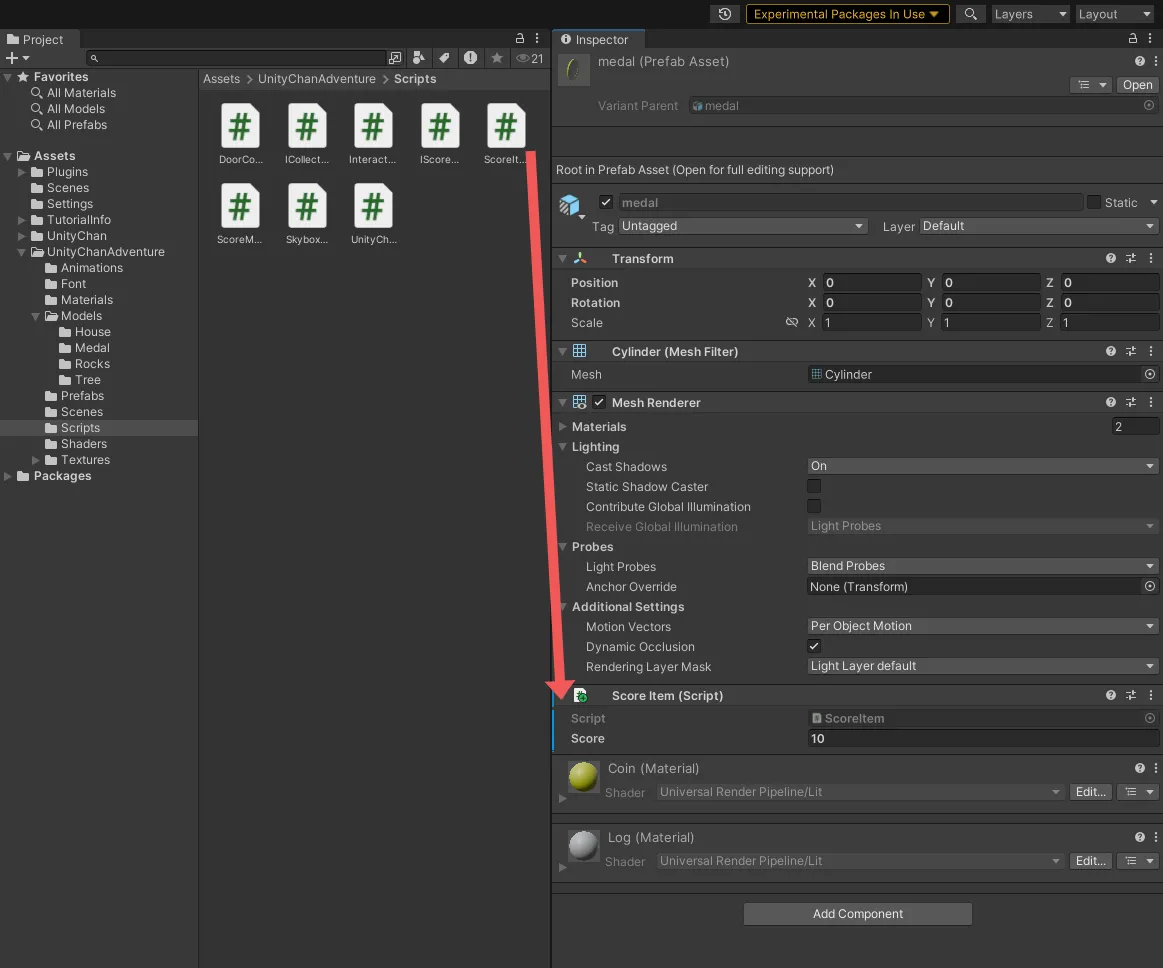 Experimental Packages In Use
Layers
Layout
Project
21
Favorites
All Materials
All Models
All Prefabs
Assets
Plugins
Scenes
Settings
TutorialInfo
UnityChan
UnityChanAdventure
Animations
Font
Materials
Models
House
Medal
Rocks
Tree
Prefabs
Scenes
Scripts
Shaders
Textures
Packages
Assets > UnityChanAdventure > Scripts
DoorCo... ICollect... Interact... IScore... ScoreIt...
ScoreM... Skybox... UnityCh...
Inspector
medal (Prefab Asset)
Open
Variant Parent medal
Root in Prefab Asset (Open for full editing support)
medal Static
Tag Untagged Layer Default
Transform
Position X 0 Y 0 Z 0
Rotation X 0 Y 0 Z 0
Scale X 1 Y 1 Z 1
Cylinder (Mesh Filter)
Mesh Cylinder
Mesh Renderer
Materials 2
Lighting
Cast Shadows On
Static Shadow Caster
Contribute Global Illumination
Receive Global Illumination Light Probes
Probes
Light Probes Blend Probes
Anchor Override None (Transform)
Additional Settings
Motion Vectors Per Object Motion
Dynamic Occlusion
Rendering Layer Mask Light Layer default
Score Item (Script)
Script ScoreItem
Score 10
Coin (Material)
Shader Universal Render Pipeline/Lit Edit...
Log (Material)
Shader Universal Render Pipeline/Lit Edit...
Add Component